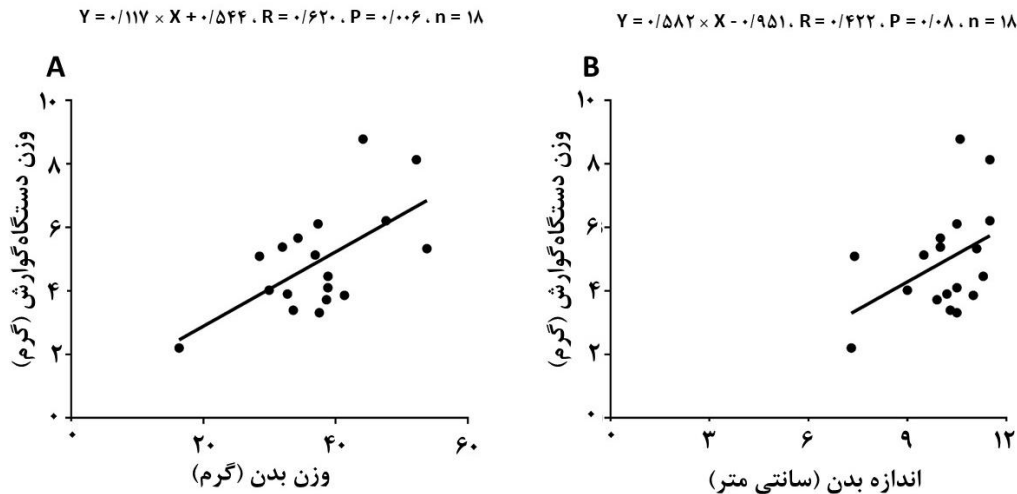 Y = ۰/۱۱۷ × X + ۰/۵۴۴ ، R = ۰/۶۲۰ ، P = ۰/۰۰۶ ، n = ۱۸
A
وزن دستگاه گوارش (گرم)
۱۰
۸
۶
۴
۲
۰
۰ ۲۰ ۴۰ ۶۰
وزن بدن (گرم)
Y = ۰/۵۸۲ × X - ۰/۹۵۱ ، R = ۰/۴۲۲ ، P = ۰/۰۸ ، n = ۱۸
B
وزن دستگاه گوارش (گرم)
۱۰
۸
۶
۴
۲
۰
۰ ۳ ۶ ۹ ۱۲
اندازه بدن (سانتی متر)